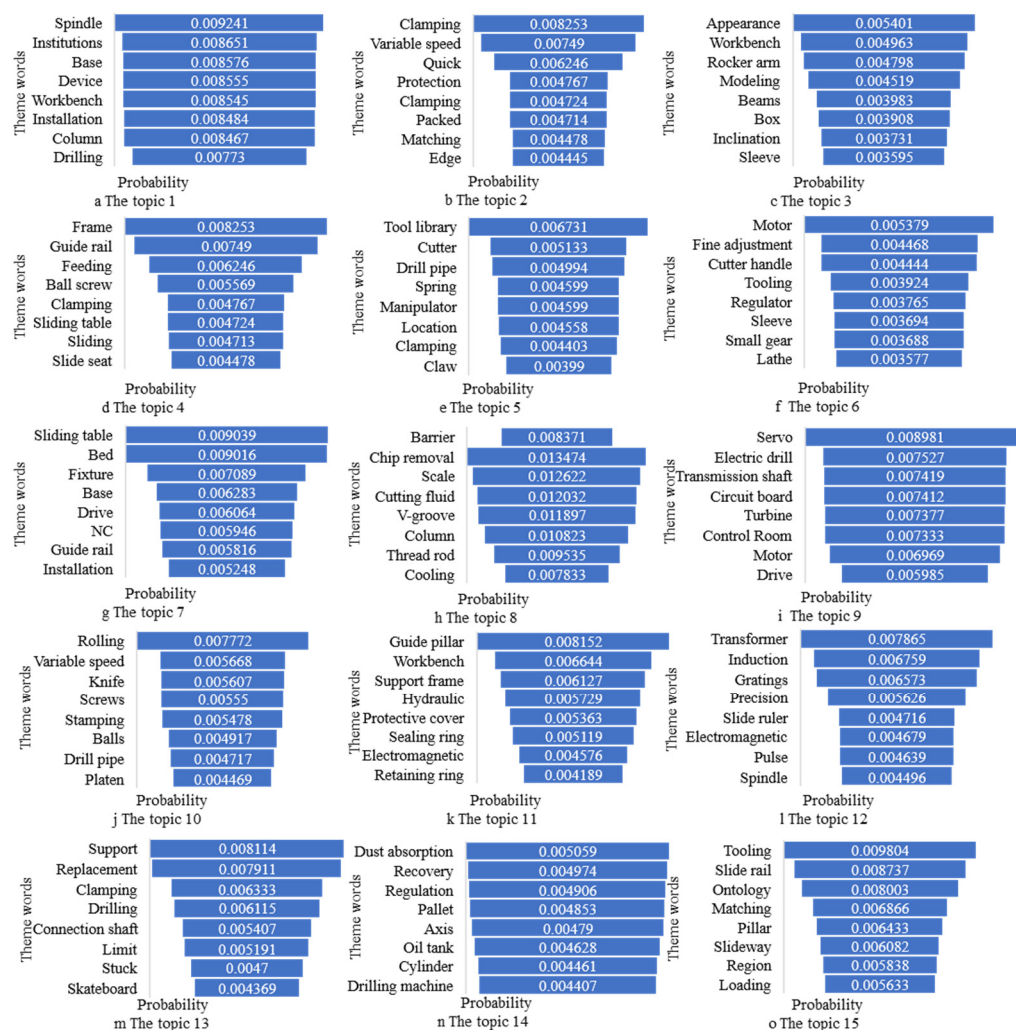 Theme words
Spindle 0.009241
Institutions 0.008651
Base 0.008576
Device 0.008555
Workbench 0.008545
Installation 0.008484
Column 0.008467
Drilling 0.00773
Probability
a The topic 1
Theme words
Clamping 0.008253
Variable speed 0.00749
Quick 0.006246
Protection 0.004767
Clamping 0.004724
Packed 0.004714
Matching 0.004478
Edge 0.004445
Probability
b The topic 2
Theme words
Appearance 0.005401
Workbench 0.004963
Rocker arm 0.004798
Modeling 0.004519
Beams 0.003983
Box 0.003908
Inclination 0.003731
Sleeve 0.003595
Probability
c The topic 3
Theme words
Frame 0.008253
Guide rail 0.00749
Feeding 0.006246
Ball screw 0.005569
Clamping 0.004767
Sliding table 0.004724
Sliding 0.004713
Slide seat 0.004478
Probability
d The topic 4
Theme words
Tool library 0.006731
Cutter 0.005133
Drill pipe 0.004994
Spring 0.004599
Manipulator 0.004599
Location 0.004558
Clamping 0.004403
Claw 0.00399
Probability
e The topic 5
Theme words
Motor 0.005379
Fine adjustment 0.004468
Cutter handle 0.004444
Tooling 0.003924
Regulator 0.003765
Sleeve 0.003694
Small gear 0.003688
Lathe 0.003577
Probability
f The topic 6
Theme words
Sliding table 0.009039
Bed 0.009016
Fixture 0.007089
Base 0.006283
Drive 0.006064
NC 0.005946
Guide rail 0.005816
Installation 0.005248
Probability
g The topic 7
Theme words
Barrier 0.008371
Chip removal 0.013474
Scale 0.012622
Cutting fluid 0.012032
V-groove 0.011897
Column 0.010823
Thread rod 0.009535
Cooling 0.007833
Probability
h The topic 8
Theme words
Servo 0.008981
Electric drill 0.007527
Transmission shaft 0.007419
Circuit board 0.007412
Turbine 0.007377
Control Room 0.007333
Motor 0.006969
Drive 0.005985
Probability
i The topic 9
Theme words
Rolling 0.007772
Variable speed 0.005668
Knife 0.005607
Screws 0.00555
Stamping 0.005478
Balls 0.004917
Drill pipe 0.004717
Platen 0.004469
Probability
j The topic 10
Theme words
Guide pillar 0.008152
Workbench 0.006644
Support frame 0.006127
Hydraulic 0.005729
Protective cover 0.005363
Sealing ring 0.005119
Electromagnetic 0.004576
Retaining ring 0.004189
Probability
k The topic 11
Theme words
Transformer 0.007865
Induction 0.006759
Gratings 0.006573
Precision 0.005626
Slide ruler 0.004716
Electromagnetic 0.004679
Pulse 0.004639
Spindle 0.004496
Probability
l The topic 12
Theme words
Support 0.008114
Replacement 0.007911
Clamping 0.006333
Drilling 0.006115
Connection shaft 0.005407
Limit 0.005191
Stuck 0.0047
Skateboard 0.004369
Probability
m The topic 13
Theme words
Dust absorption 0.005059
Recovery 0.004974
Regulation 0.004906
Pallet 0.004853
Axis 0.00479
Oil tank 0.004628
Cylinder 0.004461
Drilling machine 0.004407
Probability
n The topic 14
Theme words
Tooling 0.009804
Slide rail 0.008737
Ontology 0.008003
Matching 0.006866
Pillar 0.006433
Slideway 0.006082
Region 0.005838
Loading 0.005633
Probability
o The topic 15